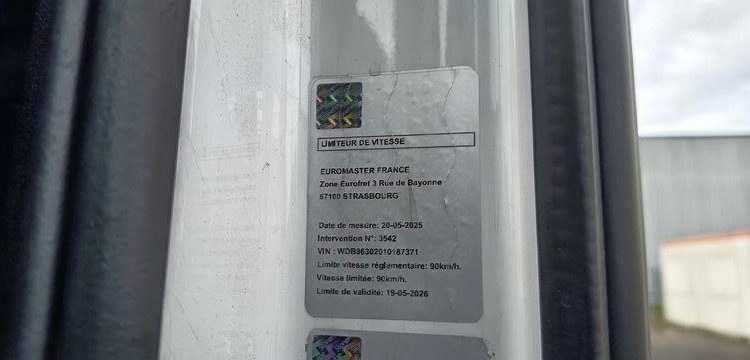 LIMITEUR DE VITESSE
EUROMASTER FRANCE
Zone Eurofret 3 Rue de Bayonne
67100 STRASBOURG
Date de mesure: 20-05-2025
Intervention N°: 3542
VIN : WDB96302010187371
Limite vitesse réglementaire: 90km/h.
Vitesse limitée: 90km/h.
Limite de validité: 19-05-2026